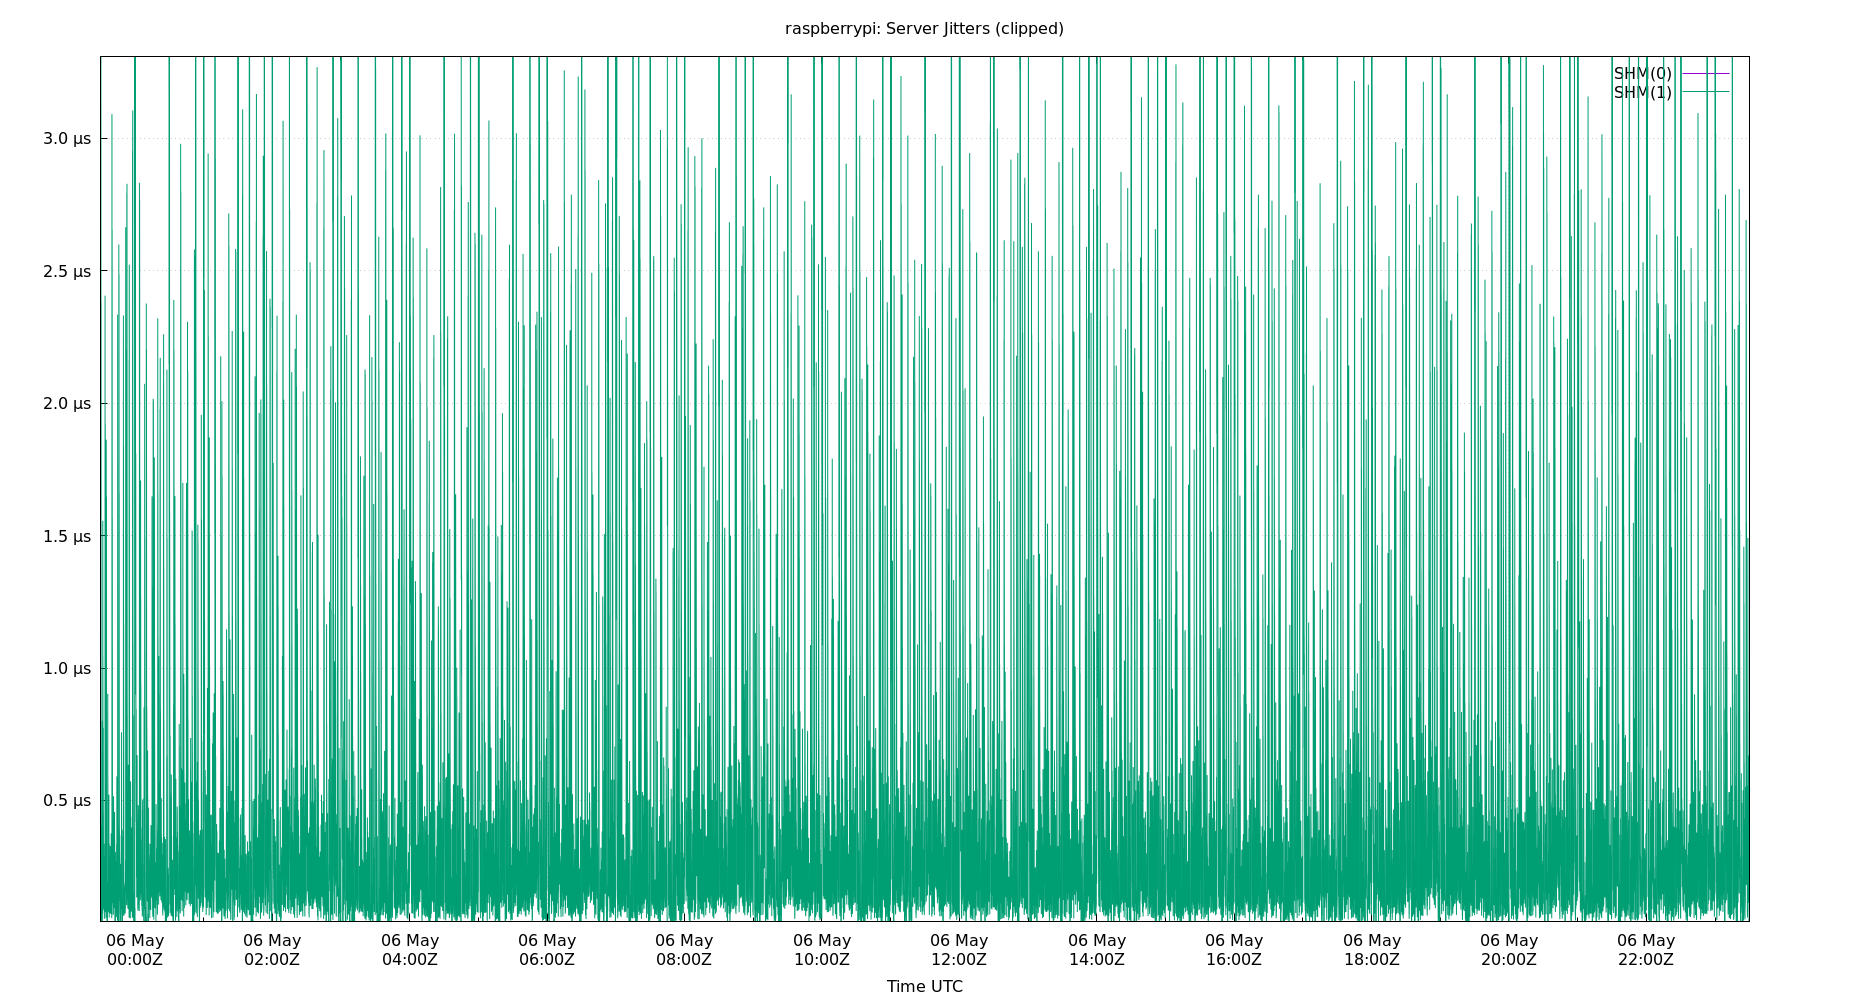 raspberrypi: Server Jitters (clipped)
SHM(0)
SHM(1)
3.0 µs
2.5 µs
2.0 µs
1.5 µs
1.0 µs
0.5 µs
06 May 06 May 06 May 06 May 06 May 06 May 06 May 06 May 06 May 06 May 06 May 06 May
00:00Z 02:00Z 04:00Z 06:00Z 08:00Z 10:00Z 12:00Z 14:00Z 16:00Z 18:00Z 20:00Z 22:00Z
Time UTC